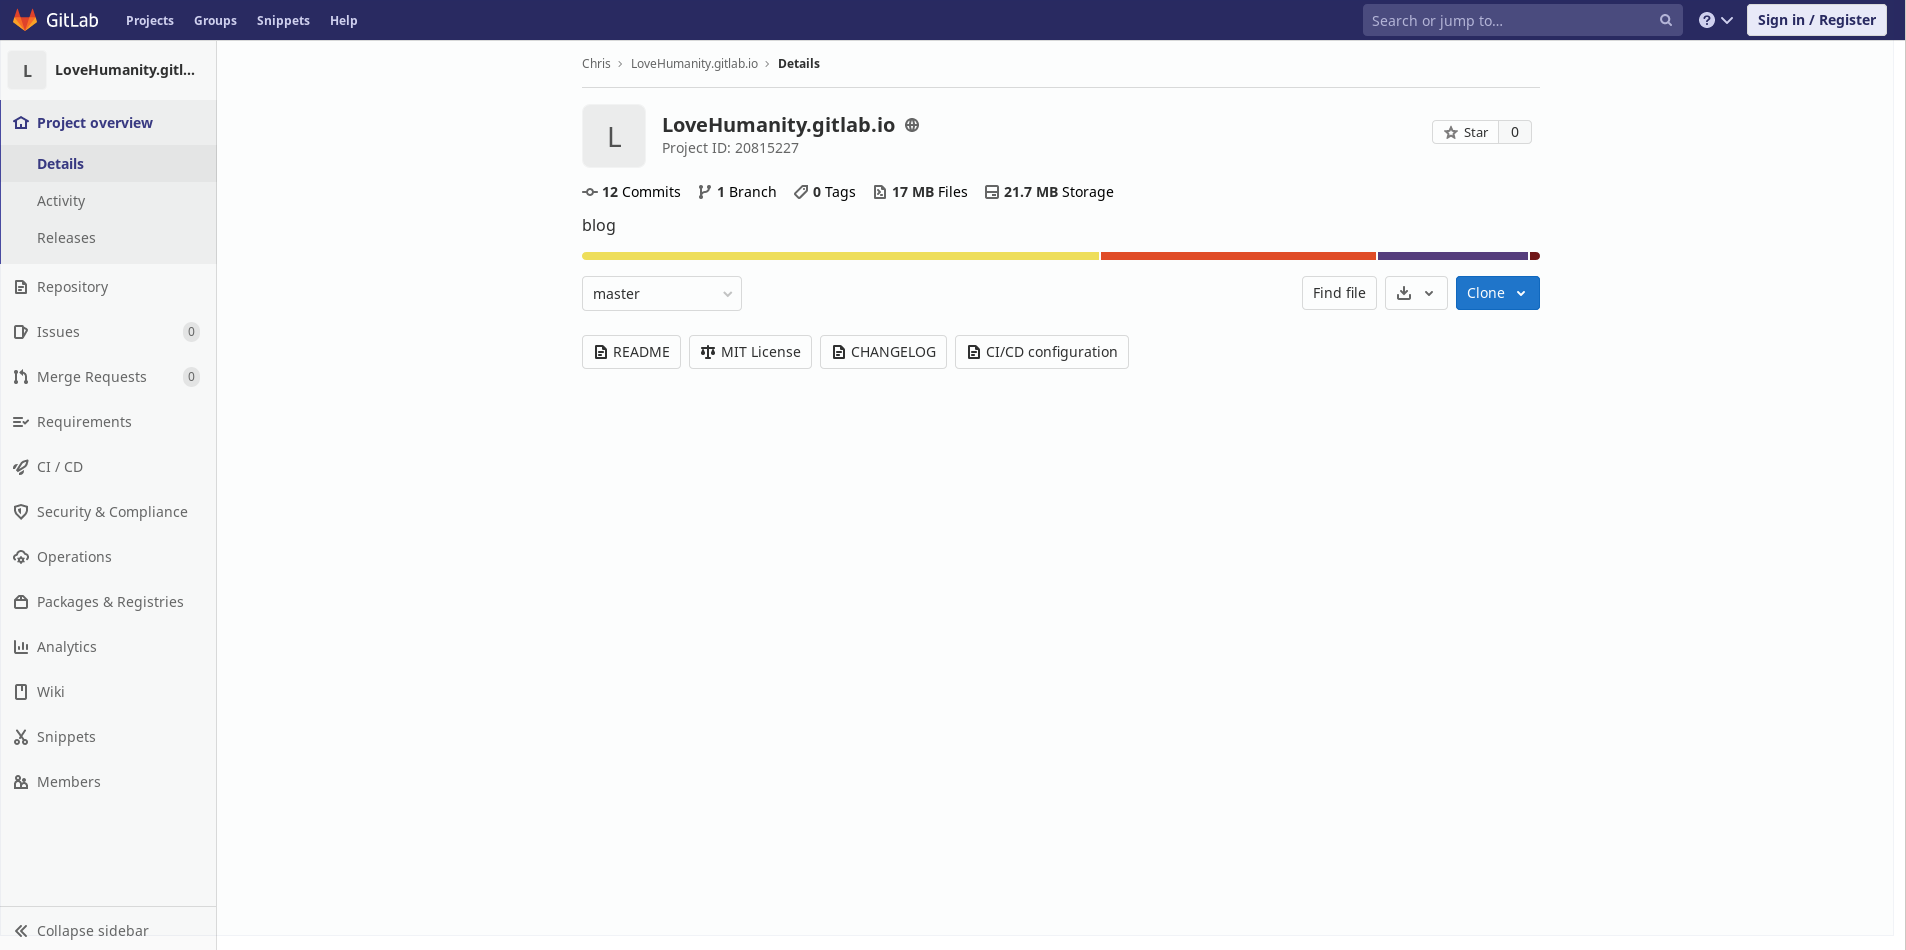 GitLab Projects Groups Snippets Help Search or jump to... Sign in / Register
L LoveHumanity.gitl...
Project overview
Details
Activity
Releases
Repository
Issues 0
Merge Requests 0
Requirements
CI / CD
Security & Compliance
Operations
Packages & Registries
Analytics
Wiki
Snippets
Members
Collapse sidebar
Chris › LoveHumanity.gitlab.io › Details
L
LoveHumanity.gitlab.io
Project ID: 20815227
Star 0
12 Commits 1 Branch 0 Tags 17 MB Files 21.7 MB Storage
blog
master Find file Clone
README MIT License CHANGELOG CI/CD configuration